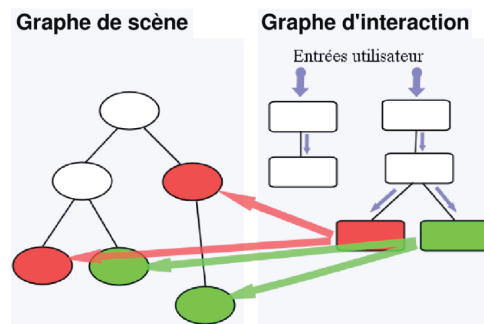 Graphe de scène
Graphe d'interaction
Entrées utilisateur